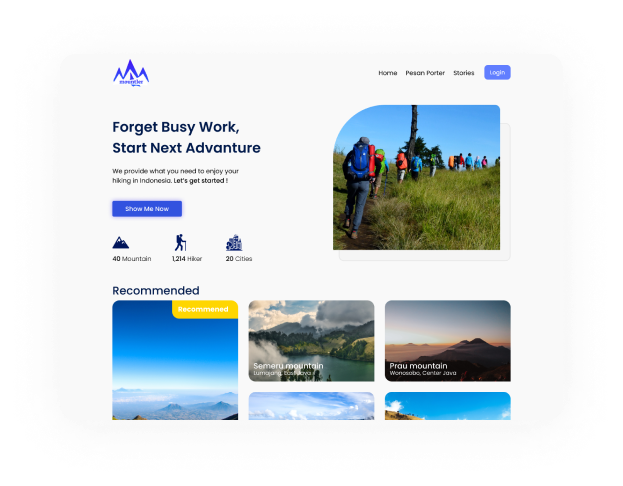 mountler
Home Pesan Porter Stories Login
Forget Busy Work,
Start Next Advanture
We provide what you need to enjoy your
hiking in Indonesia. Let's get started !
Show Me Now
40 Mountain 1,214 Hiker 20 Cities
Recommended
Recommened
Semeru mountain
Lumajang, East Java
Prau mountain
Wonosobo, Center Java